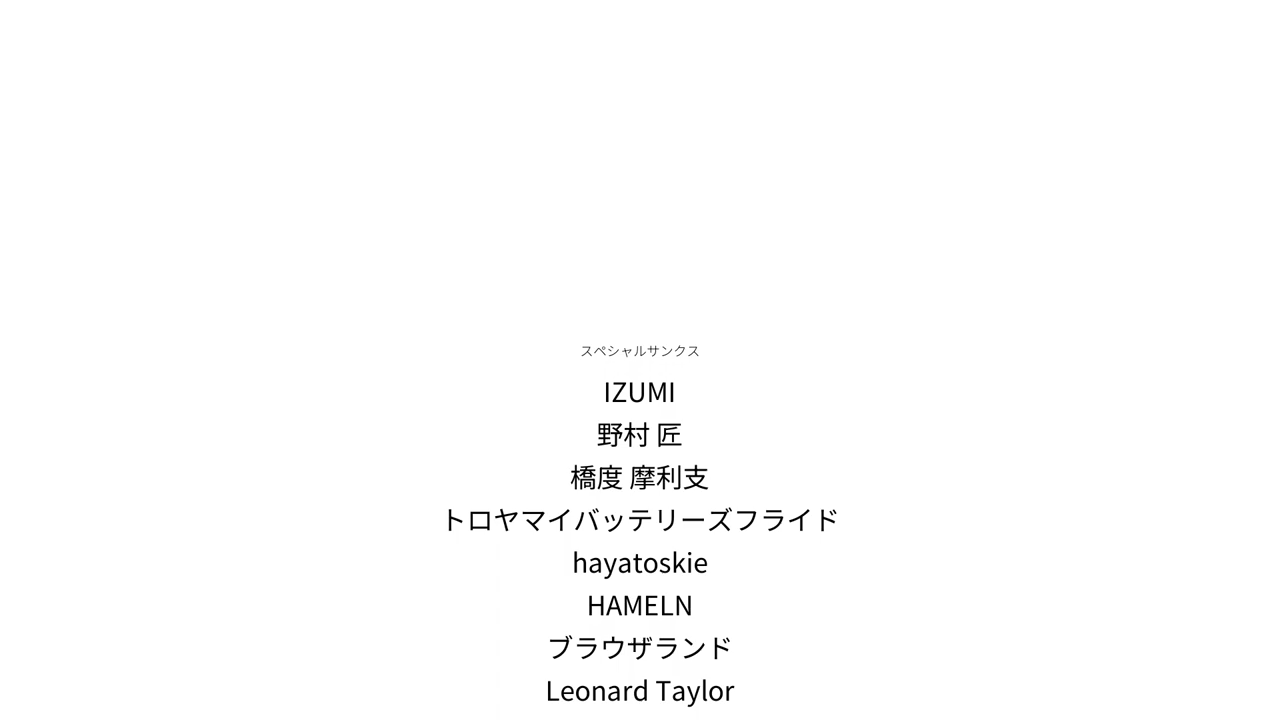 スペシャルサンクス
IZUMI
野村 匠
橋度 摩利支
トロヤマイバッテリーズフライド
hayatoskie
HAMELN
ブラウザランド
Leonard Taylor